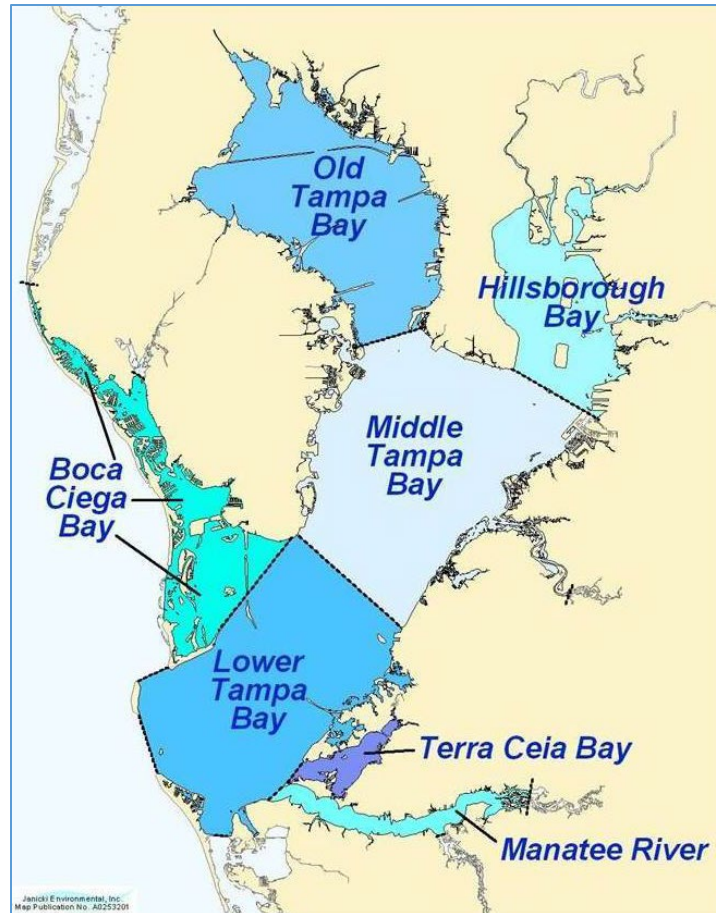 Old
Tampa
Bay
Hillsborough
Bay
Middle
Tampa
Bay
Boca
Ciega
Bay
Lower
Tampa
Bay
Terra Ceia Bay
Manatee River
Janicki Environmental, Inc.
Map Publication No. A0253201